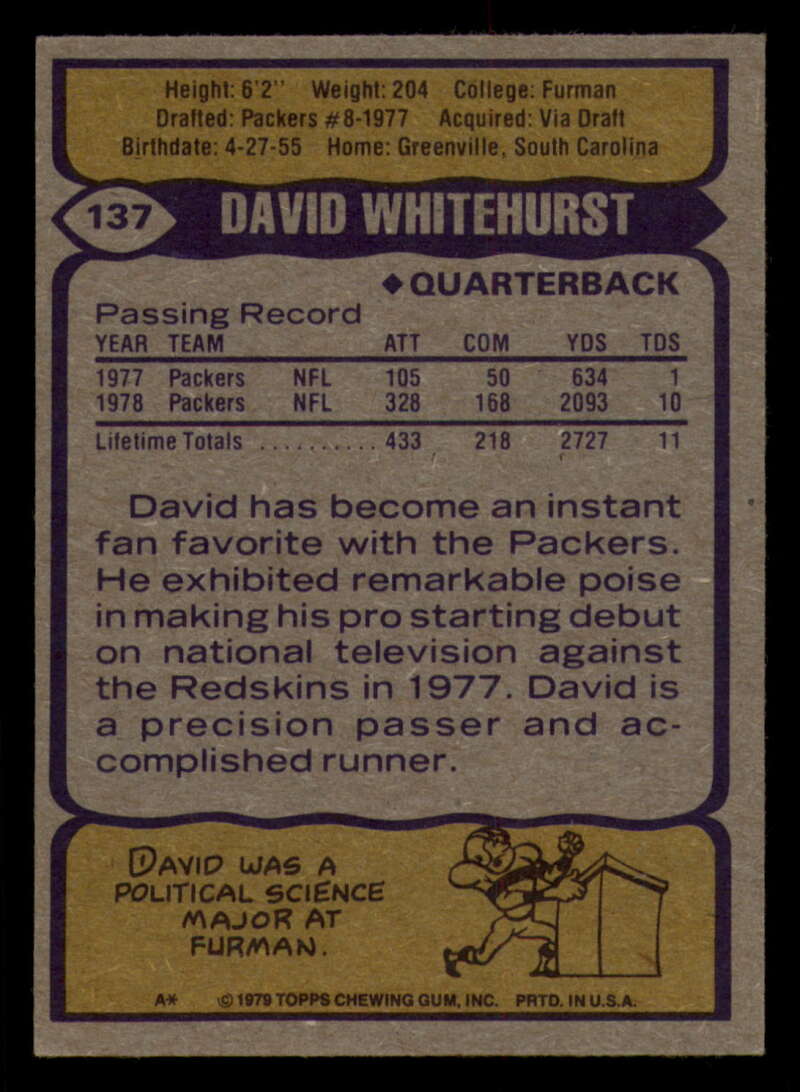 Height: 6'2" Weight: 204 College: Furman
Drafted: Packers #8-1977 Acquired: Via Draft
Birthdate: 4-27-55 Home: Greenville, South Carolina
137 DAVID WHITEHURST
◆QUARTERBACK
Passing Record
YEAR TEAM ATT COM YDS TDS
1977 Packers NFL 105 50 634 1
1978 Packers NFL 328 168 2093 10
Lifetime Totals ........... 433 218 2727 11
David has become an instant
fan favorite with the Packers.
He exhibited remarkable poise
in making his pro starting debut
on national television against
the Redskins in 1977. David is
a precision passer and ac-
complished runner.
DAVID WAS A
POLITICAL SCIENCE
MAJOR AT
FURMAN.
A* © 1979 TOPPS CHEWING GUM, INC. PRTD. IN U.S.A.